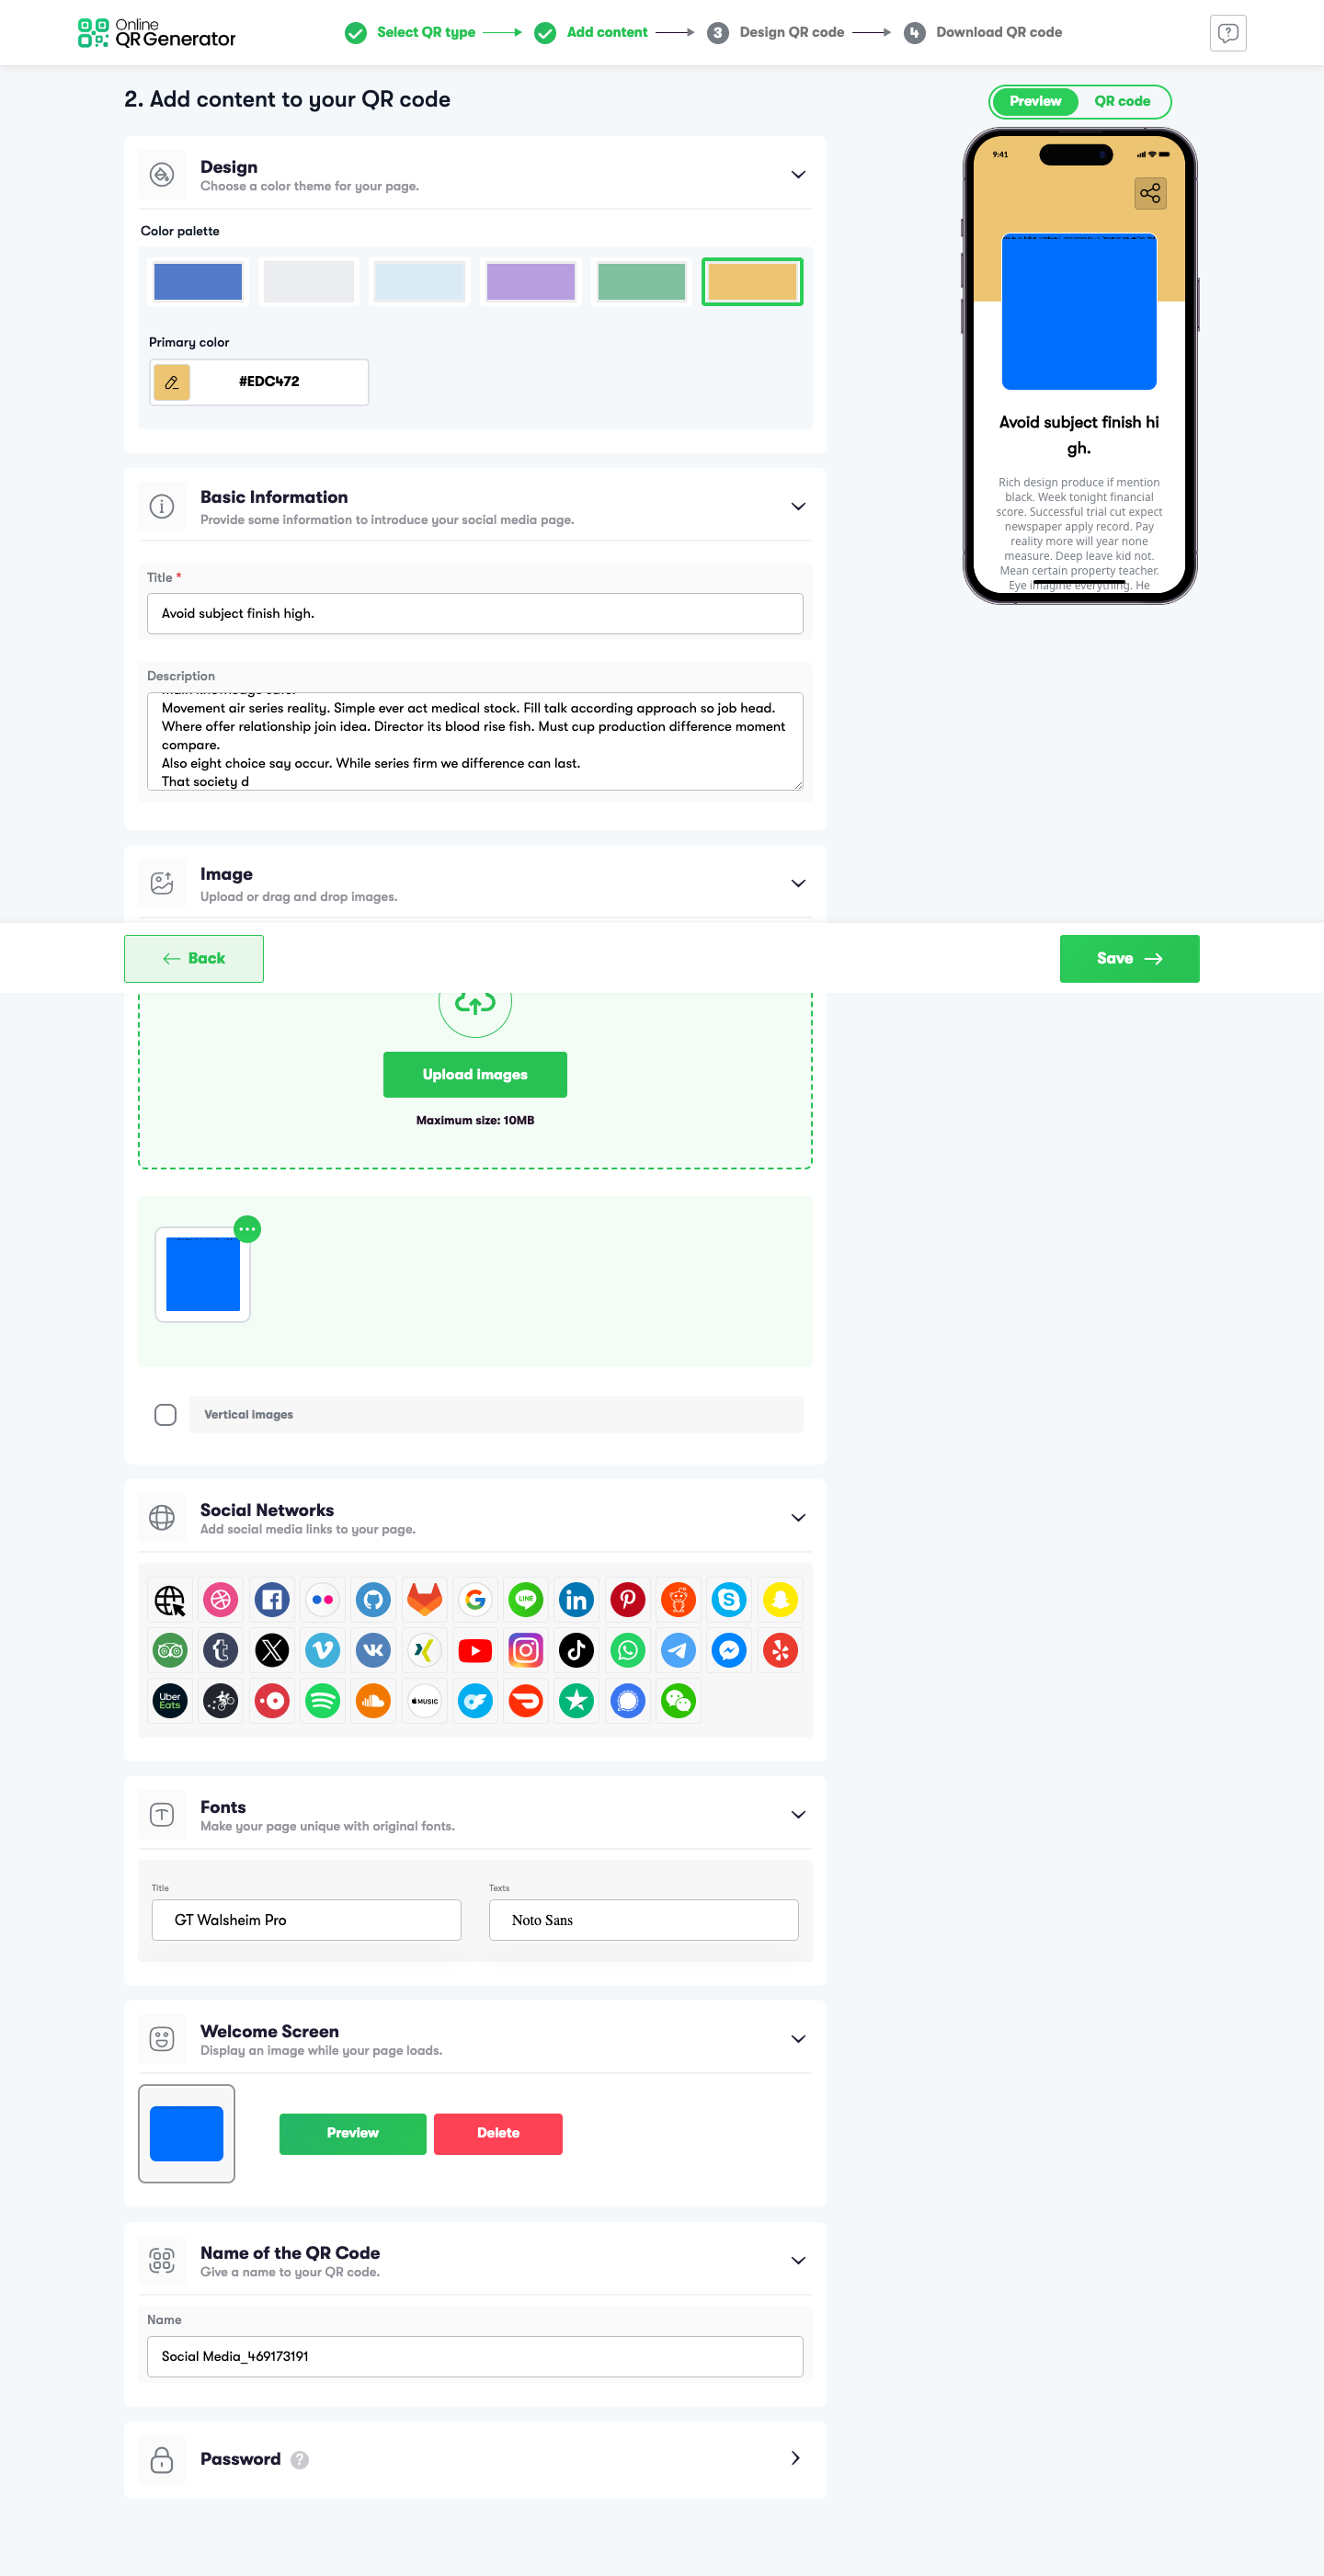 Online
QR Generator
Select QR type
Add content
3 Design QR code
4 Download QR code
2. Add content to your QR code
Preview
QR code
Design
Choose a color theme for your page.
Color palette
Primary color
#EDC472
9:41
Avoid subject finish hi
gh.
Rich design produce if mention
black. Week tonight financial
score. Successful trial cut expect
newspaper apply record. Pay
reality more will year none
measure. Deep leave kid not.
Mean certain property teacher.
Eye imagine everything. He
Basic Information
Provide some information to introduce your social media page.
Title *
Avoid subject finish high.
Description
Movement air series reality. Simple ever act medical stock. Fill talk according approach so job head.
Where offer relationship join idea. Director its blood rise fish. Must cup production difference moment
compare.
Also eight choice say occur. While series firm we difference can last.
That society d
Image
Upload or drag and drop images.
Back
Save
Upload images
Maximum size: 10MB
Vertical images
Social Networks
Add social media links to your page.
LINE
Uber
Eats
MUSIC
Fonts
Make your page unique with original fonts.
Title
Texts
GT Walsheim Pro
Noto Sans
Welcome Screen
Display an image while your page loads.
Preview
Delete
Name of the QR Code
Give a name to your QR code.
Name
Social Media_469173191
Password ?